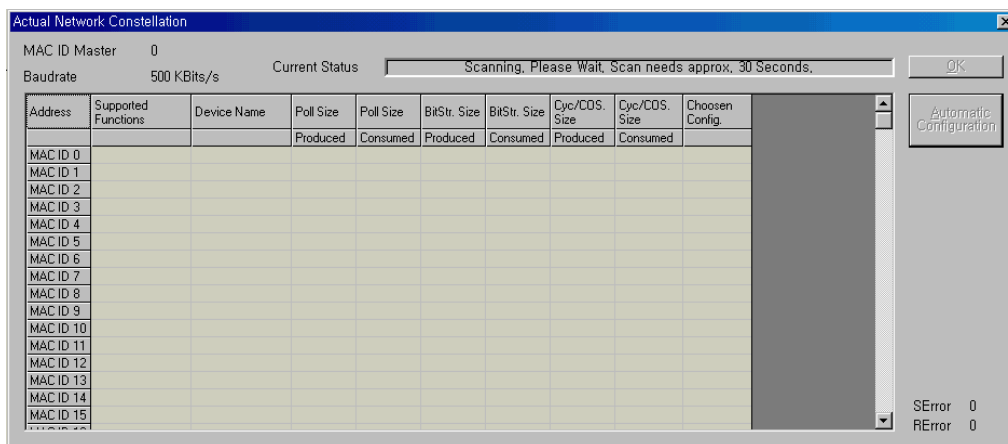 Actual Network Constellation
MAC ID Master 0
Baudrate 500 KBits/s
Current Status Scanning, Please Wait, Scan needs approx, 30 Seconds,
OK
Automatic Configuration
Address Supported Functions Device Name Poll Size Poll Size BitStr. Size BitStr. Size Cyc/COS. Size Cyc/COS. Size Choosen Config.
Produced Consumed Produced Consumed Produced Consumed
MAC ID 0
MAC ID 1
MAC ID 2
MAC ID 3
MAC ID 4
MAC ID 5
MAC ID 6
MAC ID 7
MAC ID 8
MAC ID 9
MAC ID 10
MAC ID 11
MAC ID 12
MAC ID 13
MAC ID 14
MAC ID 15
SError 0
RError 0